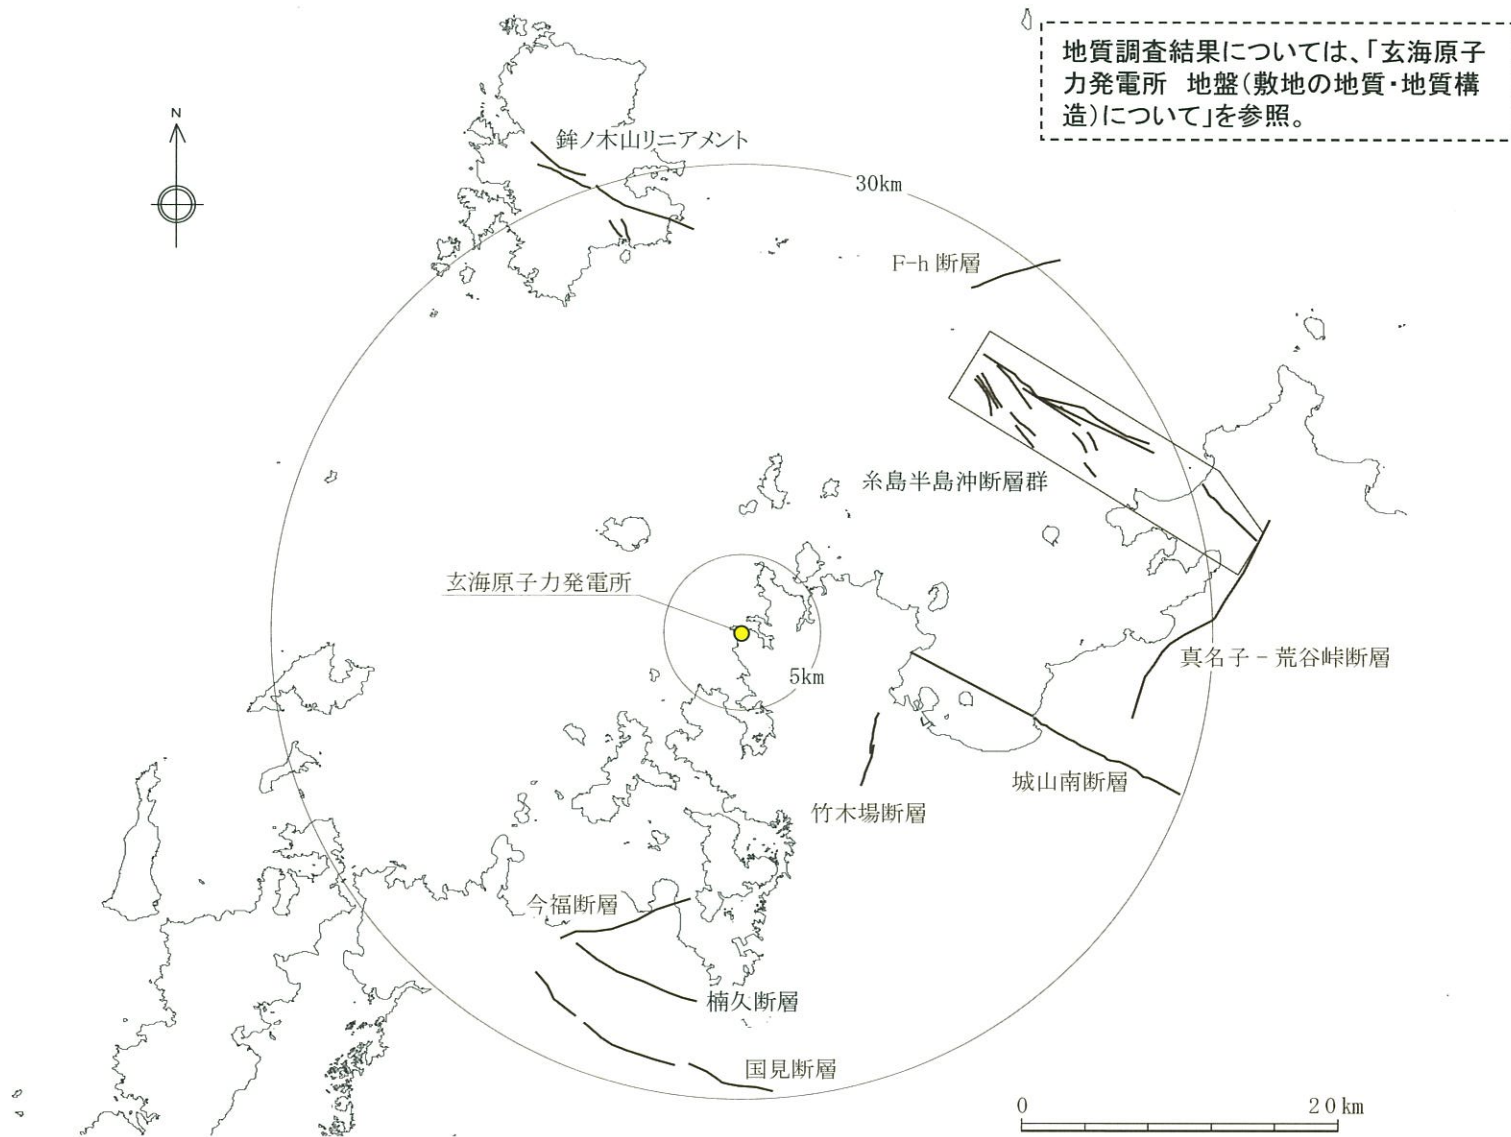 地質調査結果については、「玄海原子
力発電所　地盤(敷地の地質・地質構
造)について」を参照。
N
鉾ノ木山リニアメント
30km
F-h 断層
糸島半島沖断層群
玄海原子力発電所
5km
真名子－荒谷峠断層
城山南断層
竹木場断層
今福断層
楠久断層
国見断層
0
20km